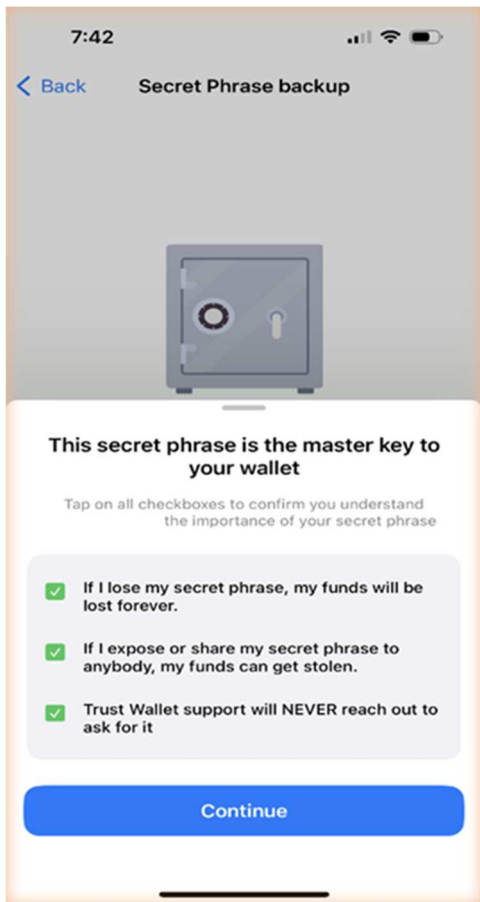 7:42
Back
Secret Phrase backup
This secret phrase is the master key to
your wallet
Tap on all checkboxes to confirm you understand
the importance of your secret phrase
If I lose my secret phrase, my funds will be
lost forever.
If I expose or share my secret phrase to
anybody, my funds can get stolen.
Trust Wallet support will NEVER reach out to
ask for it
Continue